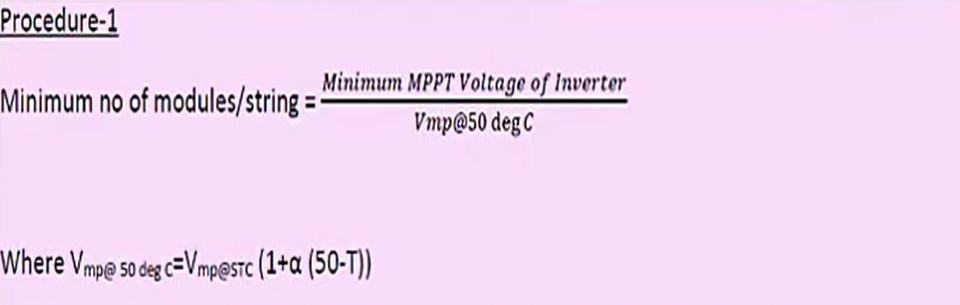 Procedure-1
Minimum no of modules/string = Minimum MPPT Voltage of Inverter / Vmp@50 deg C
Where Vmp@ 50 deg C=Vmp@STC (1+α (50-T))